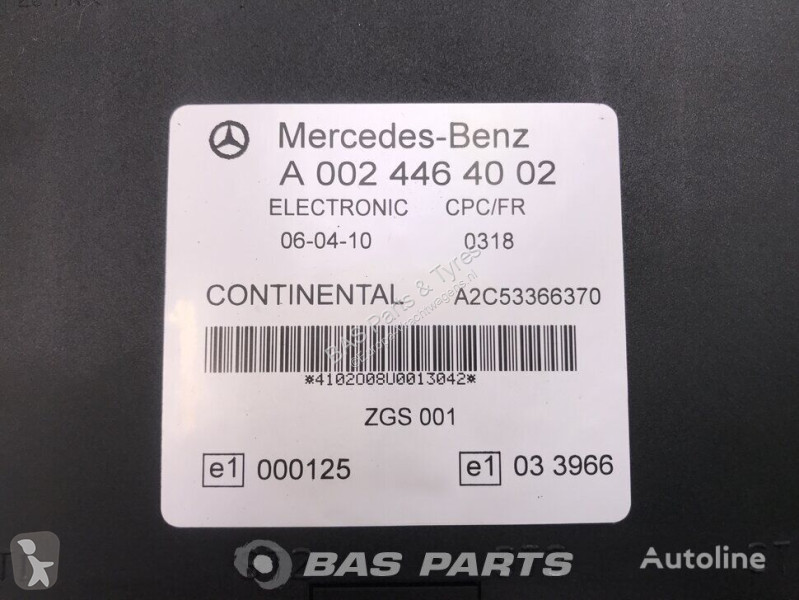 Mercedes-Benz
A 002 446 40 02
ELECTRONIC CPC/FR
06-04-10 0318
CONTINENTAL A2C53366370
BAS Parts & Tyres
*4102008U0013042*
ZGS 001
e1 000125 e1 03 3966
BAS PARTS
Autoline